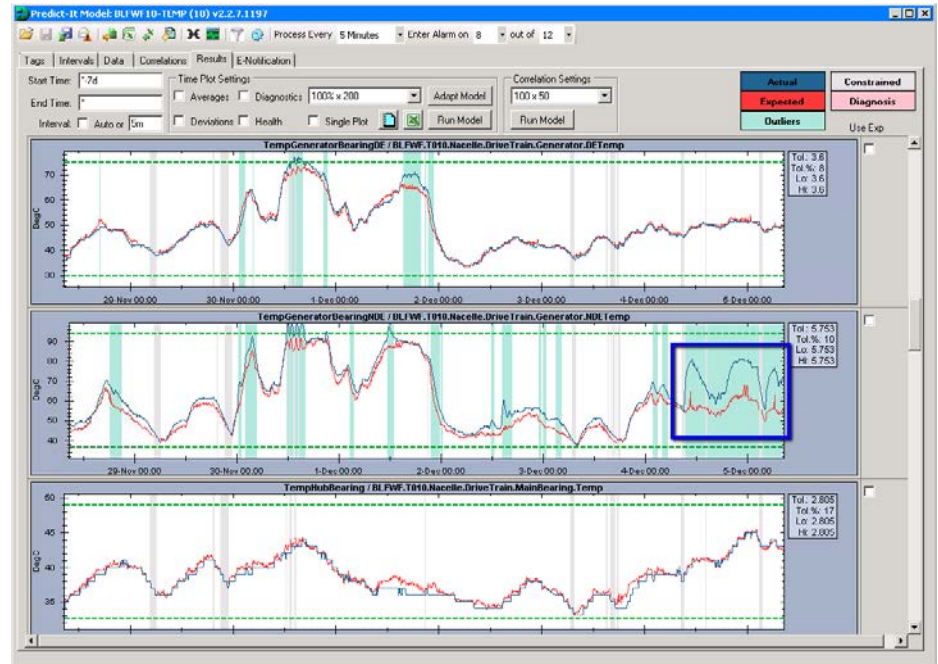 Predict-It Model: BLFWF10-TEMP (10) v2.2.7.1197
Process Every 5 Minutes Enter Alarm on 8 out of 12
Tags Intervals Data Correlations Results E-Notification
Start Time: *-7d
End Time: *
Interval: Auto or 5m
Time Plot Settings
Averages Diagnostics 100% x 200 Adapt Model
Deviations Health Single Plot Run Model
Correlation Settings
100 x 50
Run Model
Actual Constrained
Expected Diagnosis
Outliers
Use Exp
TempGeneratorBearingDE / BLFWF.T010.Nacelle.DriveTrain.Generator.DETemp
DegC
70
60
50
40
30
29-Nov 00:00 30-Nov 00:00 1-Dec 00:00 2-Dec 00:00 3-Dec 00:00 4-Dec 00:00 5-Dec 00:00
Tol.: 3.6
Tol.%: 8
Lo: 3.6
Hi: 3.6
TempGeneratorBearingNDE / BLFWF.T010.Nacelle.DriveTrain.Generator.NDETemp
DegC
90
80
70
60
50
40
29-Nov 00:00 30-Nov 00:00 1-Dec 00:00 2-Dec 00:00 3-Dec 00:00 4-Dec 00:00 5-Dec 00:00
Tol.: 5.753
Tol.%: 10
Lo: 5.753
Hi: 5.753
TempHubBearing / BLFWF.T010.Nacelle.DriveTrain.MainBearing.Temp
DegC
50
45
40
35
Tol.: 2.805
Tol.%: 17
Lo: 2.805
Hi: 2.805